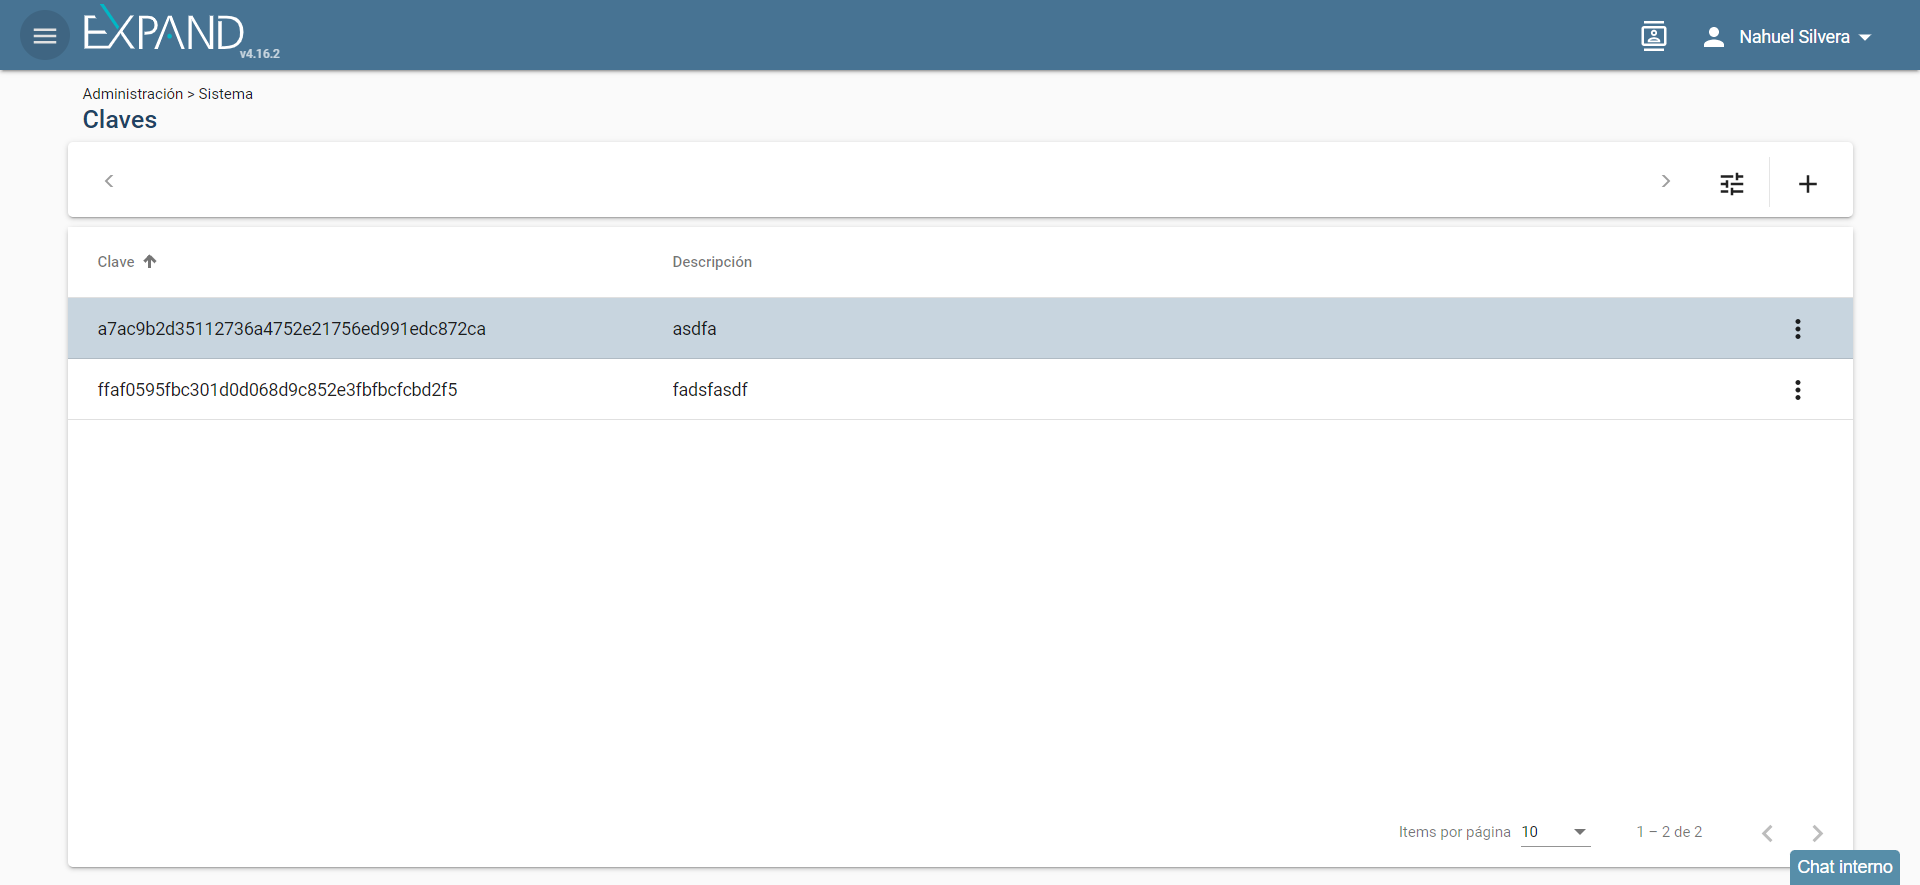 EXPAND
v4.16.2
Nahuel Silvera
Administración > Sistema
Claves
Clave
Descripción
a7ac9b2d35112736a4752e21756ed991edc872ca
asdfa
ffaf0595fbc301d0d068d9c852e3fbfbcfcbd2f5
fadsfasdf
Items por página 10
1 – 2 de 2
Chat interno